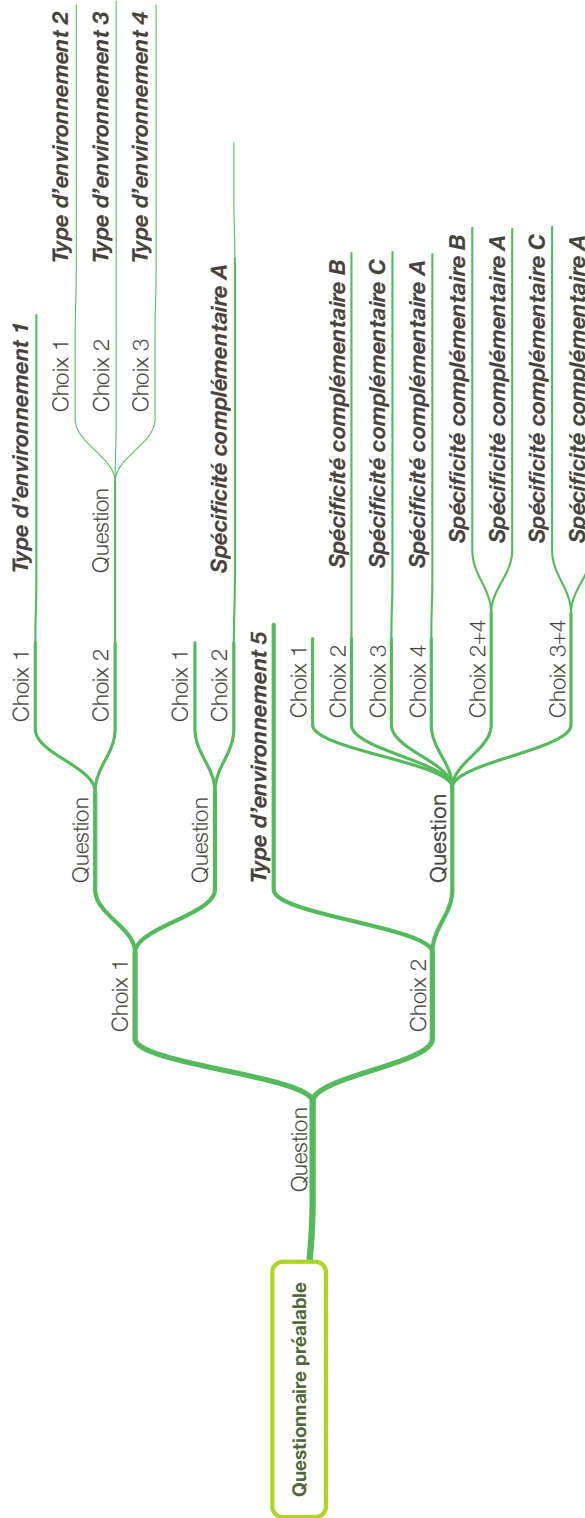 Questionnaire préalable
Question
Choix 1
Question
Choix 1
Type d'environnement 1
Choix 2
Question
Choix 1
Type d'environnement 2
Choix 2
Type d'environnement 3
Choix 3
Type d'environnement 4
Question
Choix 1
Choix 2
Spécificité complémentaire A
Choix 2
Type d'environnement 5
Question
Choix 1
Choix 2
Spécificité complémentaire B
Choix 3
Spécificité complémentaire C
Choix 4
Spécificité complémentaire A
Choix 2+4
Spécificité complémentaire B
Spécificité complémentaire A
Choix 3+4
Spécificité complémentaire C
Spécificité complémentaire A